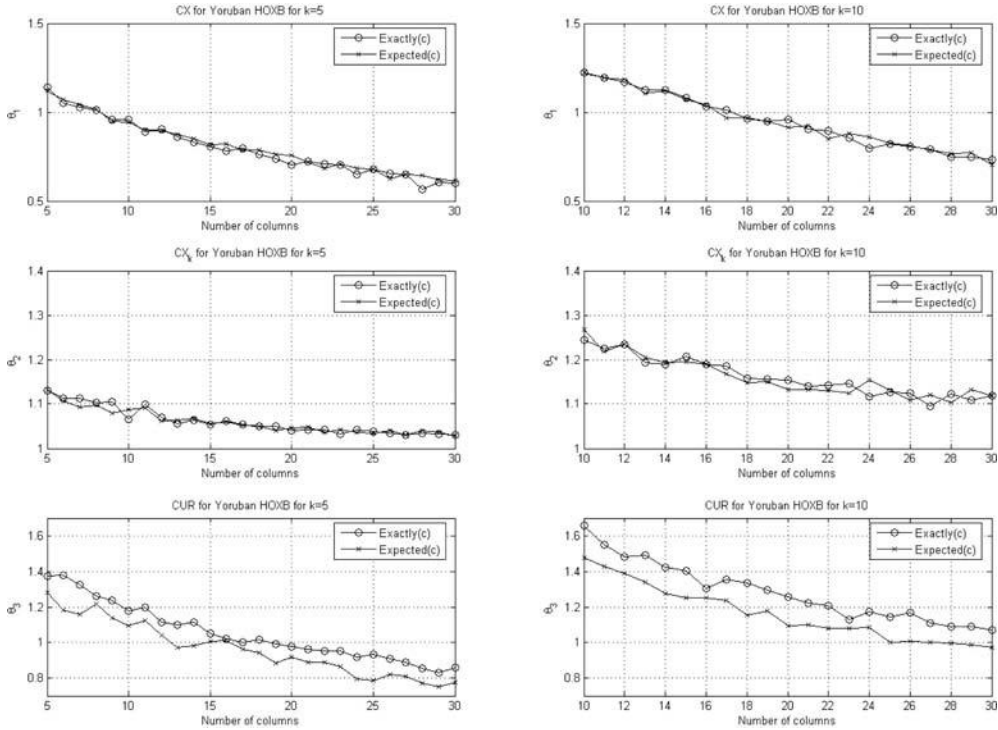 CX for Yoruban HOXB for k=5
1.5
1
0.5
θ1
5 10 15 20 25 30
Number of columns
Exactly(c)
Expected(c)
CX for Yoruban HOXB for k=10
1.5
1
0.5
θ1
10 12 14 16 18 20 22 24 26 28 30
Number of columns
Exactly(c)
Expected(c)
CXk for Yoruban HOXB for k=5
1.4
1.3
1.2
1.1
1
θ2
5 10 15 20 25 30
Number of columns
Exactly(c)
Expected(c)
CXk for Yoruban HOXB for k=10
1.4
1.3
1.2
1.1
1
θ2
10 12 14 16 18 20 22 24 26 28 30
Number of columns
Exactly(c)
Expected(c)
CUR for Yoruban HOXB for k=5
1.6
1.4
1.2
1
0.8
θ3
5 10 15 20 25 30
Number of columns
Exactly(c)
Expected(c)
CUR for Yoruban HOXB for k=10
1.6
1.4
1.2
1
0.8
θ3
10 12 14 16 18 20 22 24 26 28 30
Number of columns
Exactly(c)
Expected(c)